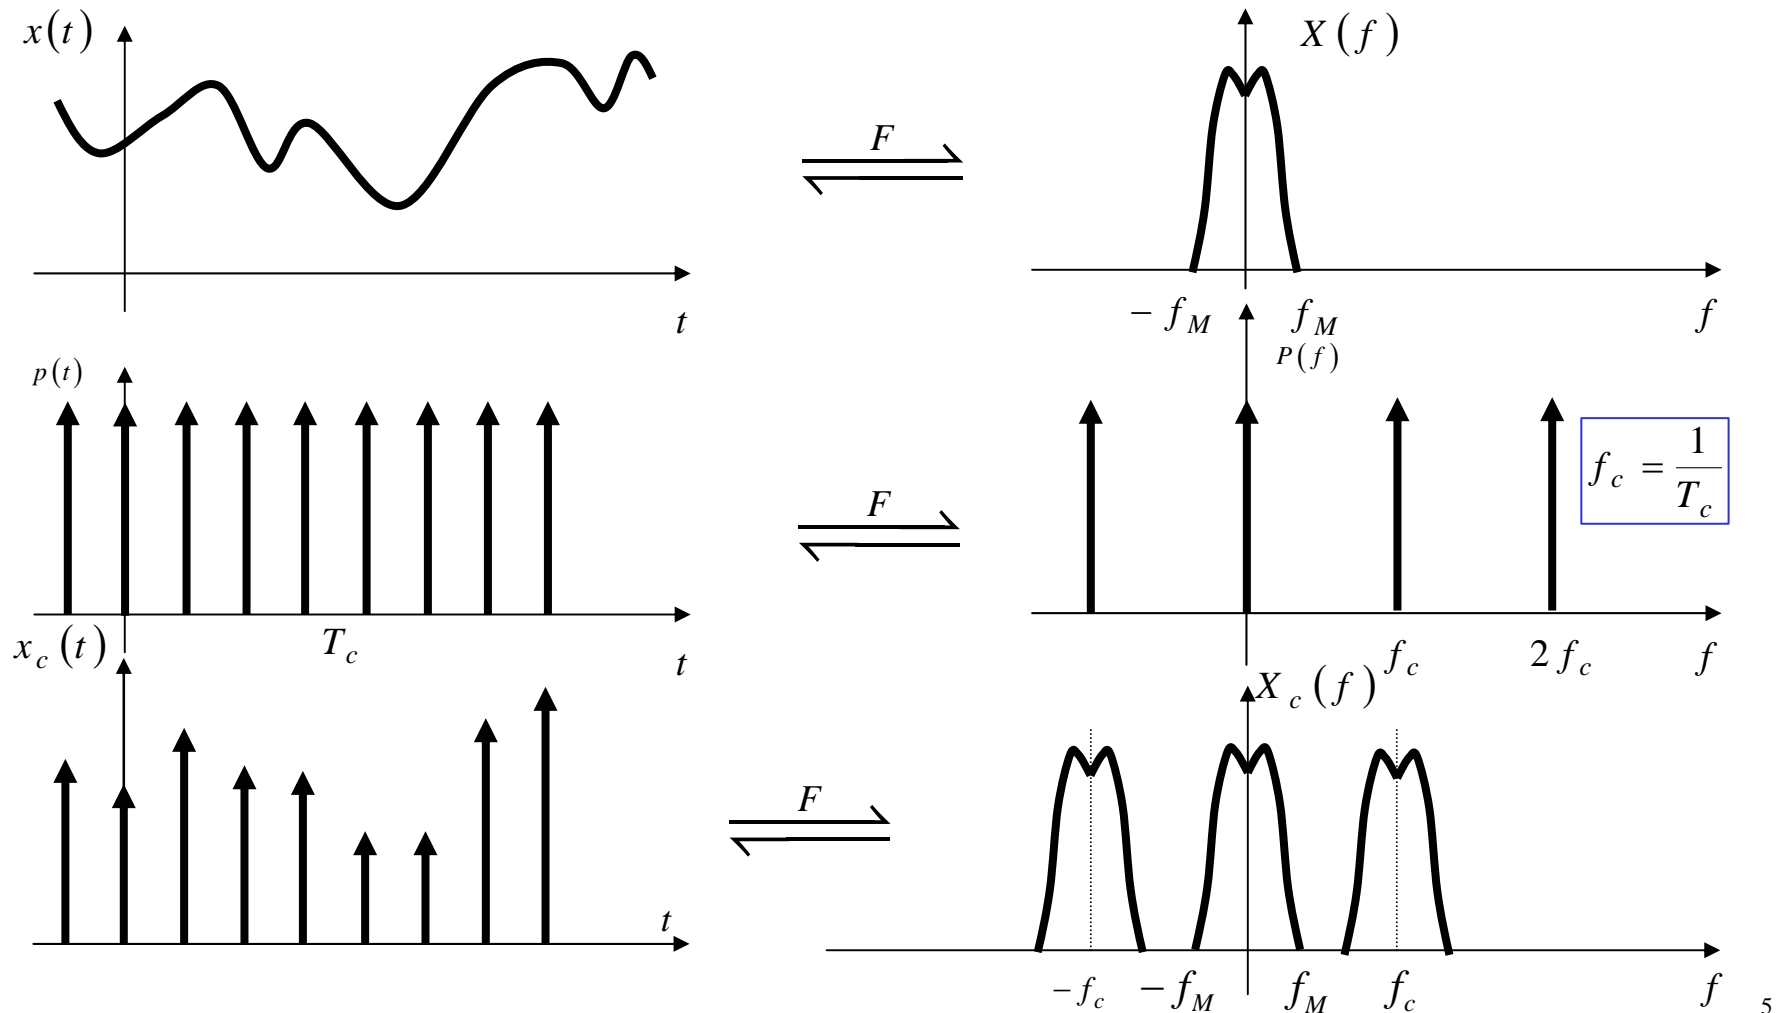 x(t)
X(f)
F
t
− f_M
f_M
f
p(t)
P(f)
f_c = 1/T_c
F
T_c
t
f_c
2 f_c
f
x_c(t)
X_c(f)
F
t
− f_c
− f_M
f_M
f_c
f
5